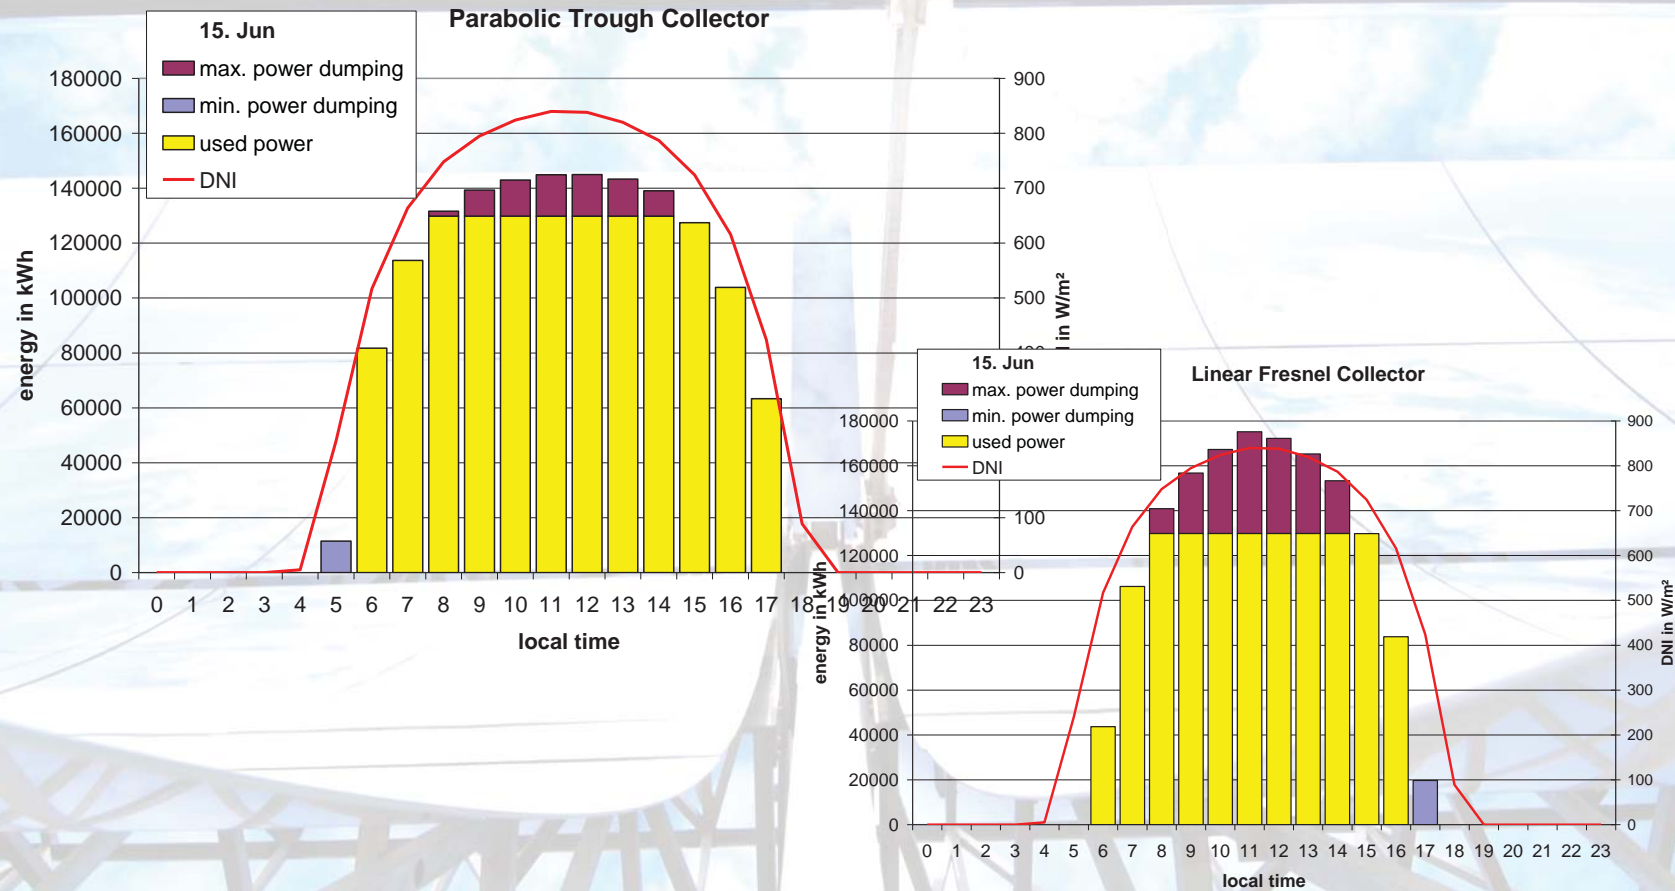 Parabolic Trough Collector
15. Jun
max. power dumping
min. power dumping
used power
DNI
180000
160000
140000
120000
100000
80000
60000
40000
20000
0
energy in kWh
900
800
700
600
500
100
0
in W/m²
0 1 2 3 4 5 6 7 8 9 10 11 12 13 14 15 16 17 18 19 20 21 22 23
local time
Linear Fresnel Collector
15. Jun
max. power dumping
min. power dumping
used power
DNI
180000
160000
140000
120000
100000
80000
60000
40000
20000
0
energy in kWh
900
800
700
600
500
400
300
200
100
0
DNI in W/m²
0 1 2 3 4 5 6 7 8 9 10 11 12 13 14 15 16 17 18 19 20 21 22 23
local time